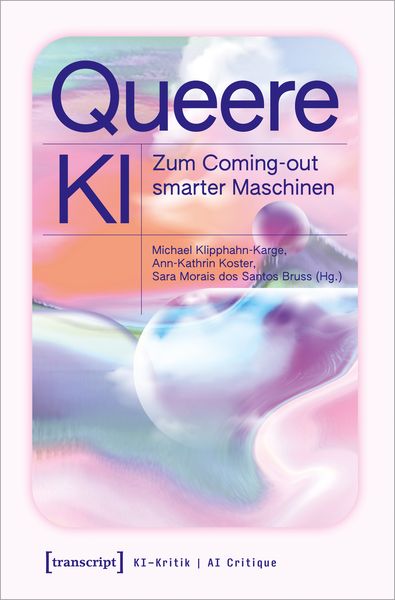 Queere
KI
Zum Coming-out
smarter Maschinen
Michael Klipphahn-Karge,
Ann-Kathrin Koster,
Sara Morais dos Santos Bruss (Hg.)
[transcript] KI-Kritik | AI Critique